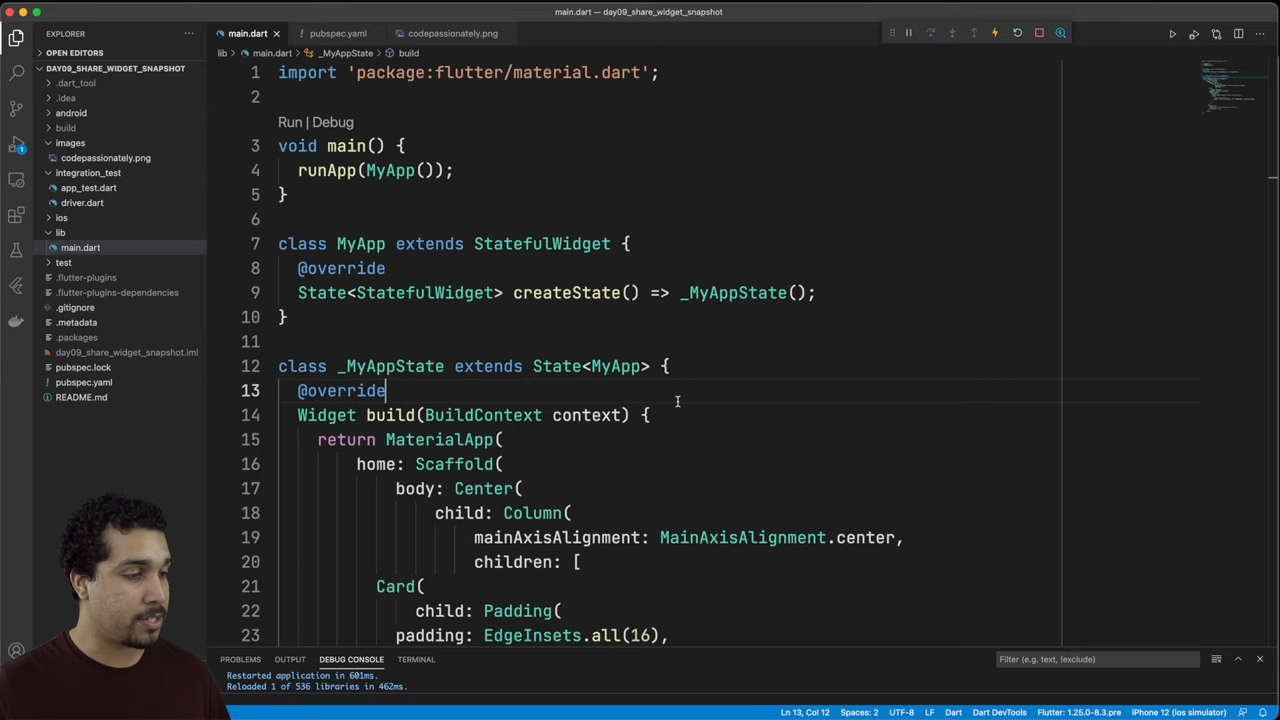 main.dart — day09_share_widget_snapshot
EXPLORER
OPEN EDITORS
DAY09_SHARE_WIDGET_SNAPSHOT
.dart_tool
.idea
android
build
images
codepassionately.png
integration_test
app_test.dart
driver.dart
ios
lib
main.dart
test
.flutter-plugins
.flutter-plugins-dependencies
.gitignore
.metadata
.packages
day09_share_widget_snapshot.iml
pubspec.lock
pubspec.yaml
README.md
1
main.dart
pubspec.yaml
codepassionately.png
lib > main.dart > _MyAppState > build
1 import 'package:flutter/material.dart';
2
Run | Debug
3 void main() {
4 runApp(MyApp());
5 }
6
7 class MyApp extends StatefulWidget {
8 @override
9 State<StatefulWidget> createState() => _MyAppState();
10 }
11
12 class _MyAppState extends State<MyApp> {
13 @override
14 Widget build(BuildContext context) {
15 return MaterialApp(
16 home: Scaffold(
17 body: Center(
18 child: Column(
19 mainAxisAlignment: MainAxisAlignment.center,
20 children: [
21 Card(
22 child: Padding(
23 padding: EdgeInsets.all(16),
PROBLEMS OUTPUT DEBUG CONSOLE TERMINAL Filter (e.g. text, !exclude)
Restarted application in 601ms.
Reloaded 1 of 536 libraries in 462ms.
Ln 13, Col 12 Spaces: 2 UTF-8 LF Dart Dart DevTools Flutter: 1.25.0-8.3.pre iPhone 12 (ios simulator)